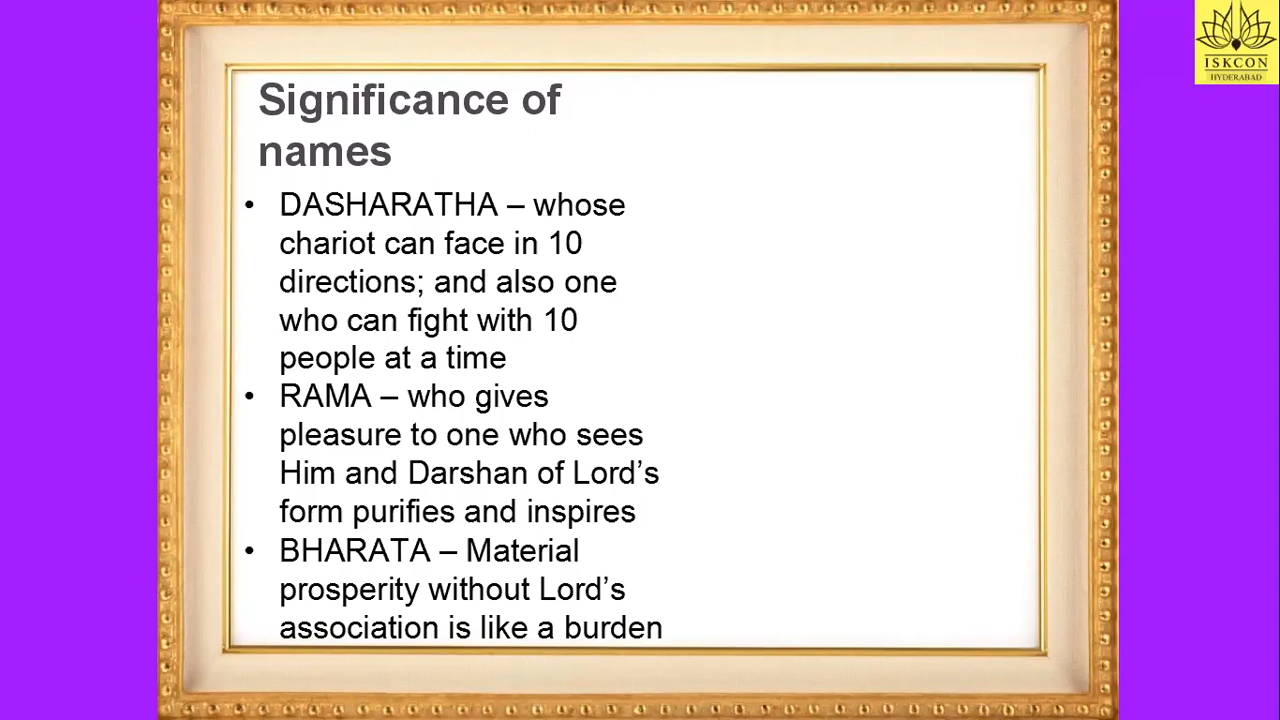 ISKCON
HYDERABAD
Significance of
names
• DASHARATHA – whose
chariot can face in 10
directions; and also one
who can fight with 10
people at a time
• RAMA – who gives
pleasure to one who sees
Him and Darshan of Lord’s
form purifies and inspires
• BHARATA – Material
prosperity without Lord’s
association is like a burden